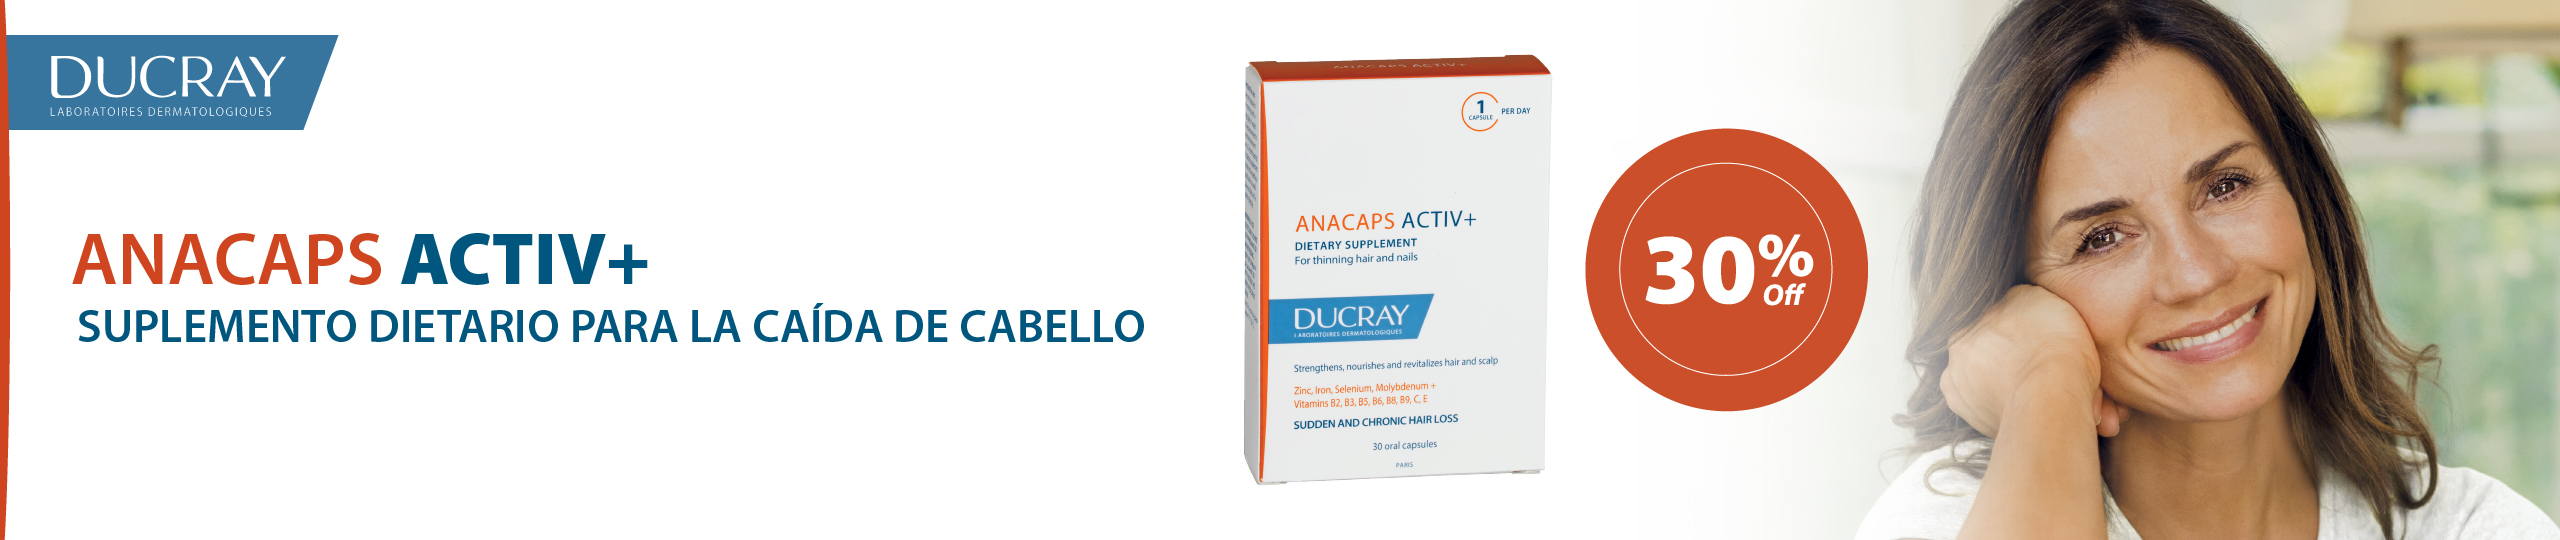 DUCRAY
LABORATOIRES DERMATOLOGIQUES
ANACAPS ACTIV+
SUPLEMENTO DIETARIO PARA LA CAÍDA DE CABELLO
ANACAPS ACTIV+
1
CAPSULE
PER DAY
ANACAPS ACTIV+
DIETARY SUPPLEMENT
For thinning hair and nails
DUCRAY
LABORATOIRES DERMATOLOGIQUES
Strengthens, nourishes and revitalizes hair and scalp
Zinc, Iron, Selenium, Molybdenum +
Vitamins B2, B3, B5, B6, B8, B9, C, E
SUDDEN AND CHRONIC HAIR LOSS
30 oral capsules
PARIS
30%
Off